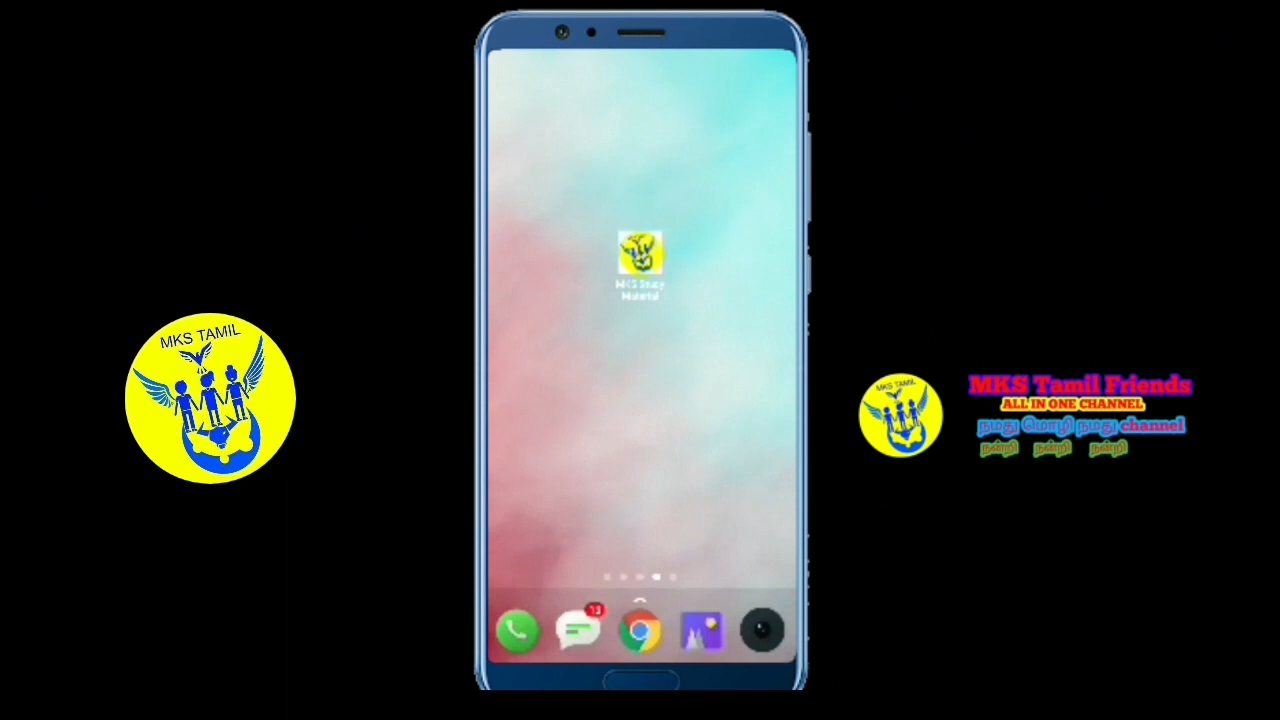 MKS TAMIL
MKS Study
Material
13
MKS TAMIL
MKS Tamil Friends
ALL IN ONE CHANNEL
நமது மொழி நமது channel
நன்றி நன்றி நன்றி